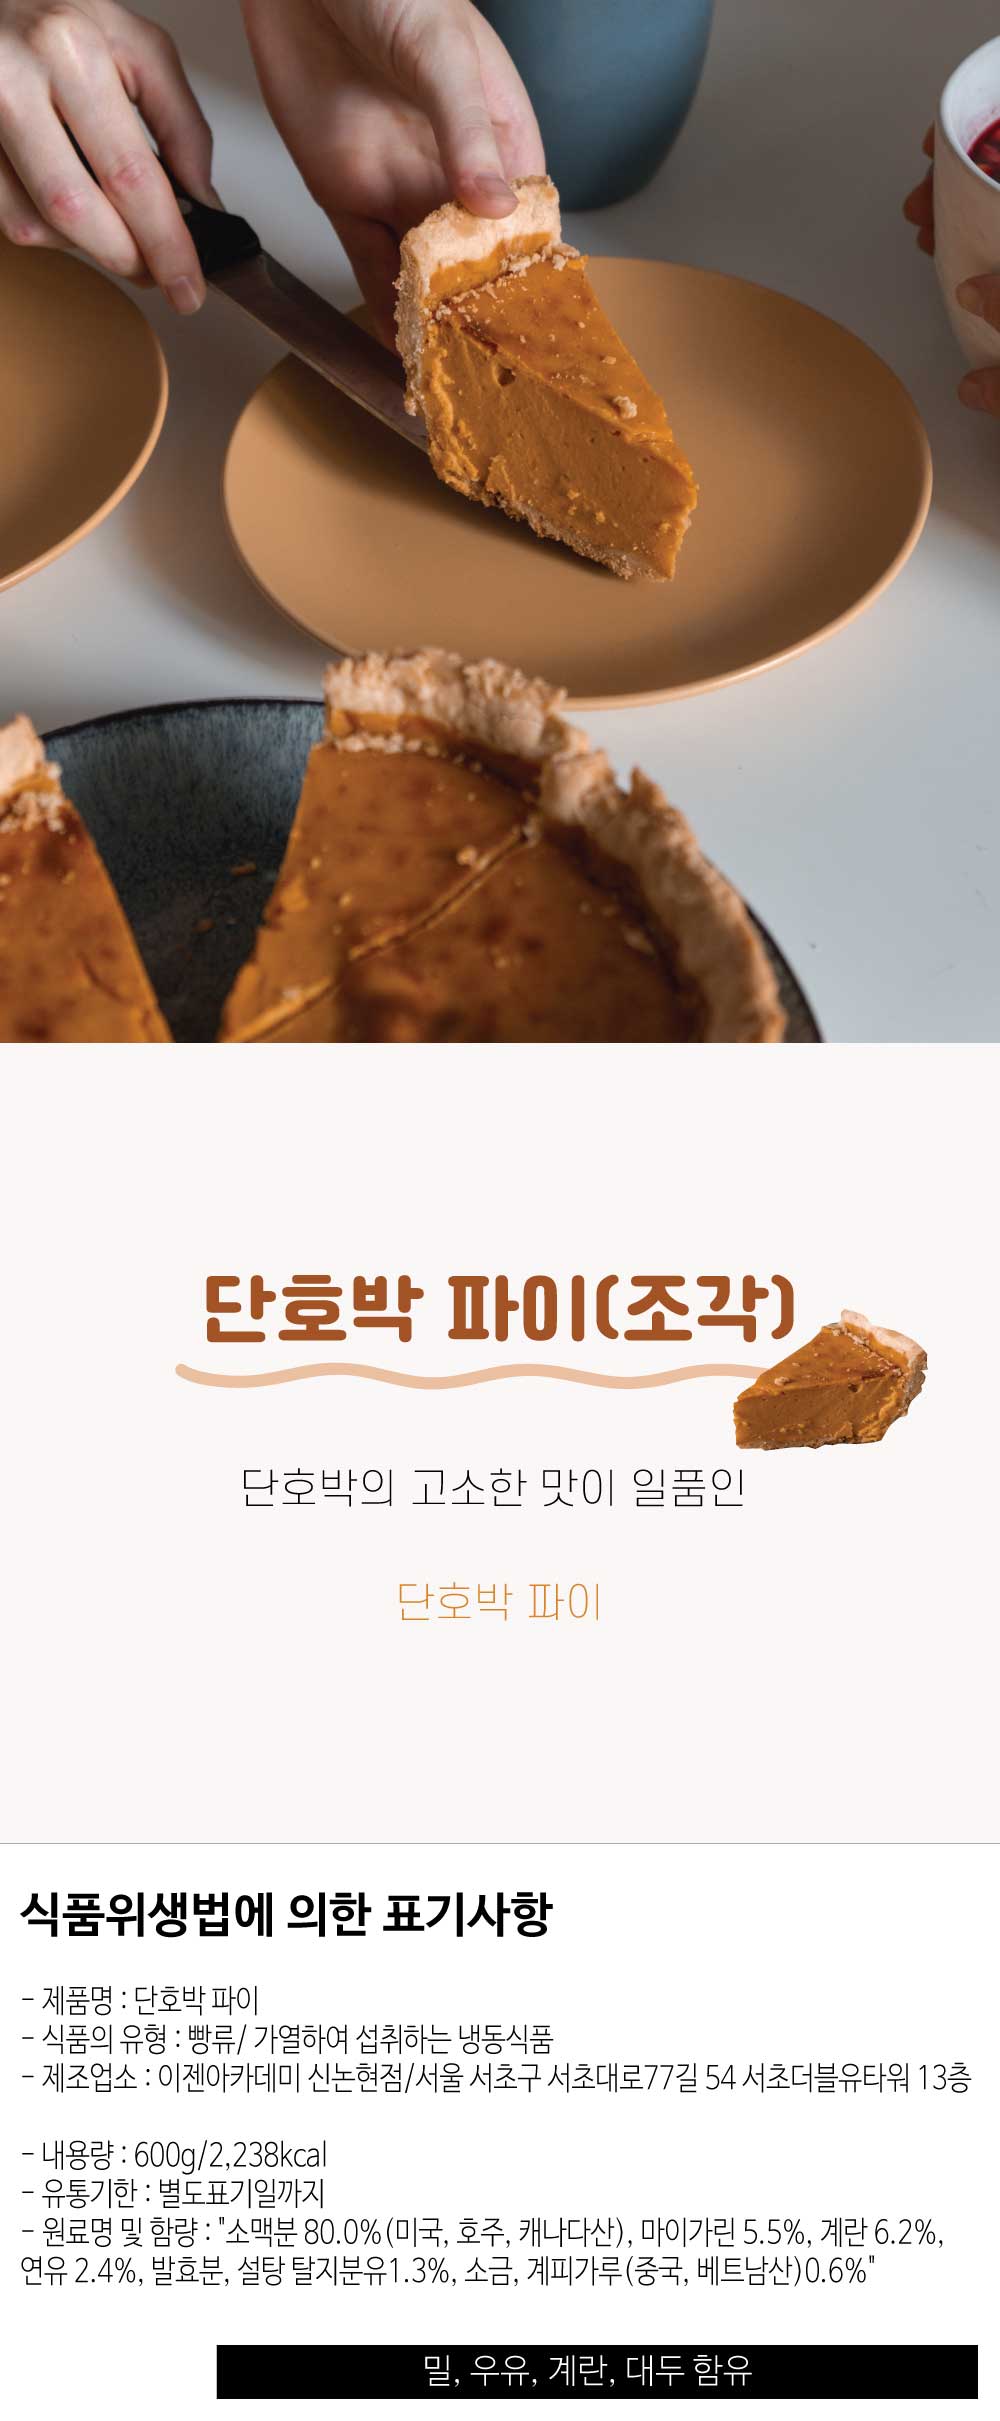 단호박 파이(조각)
단호박의 고소한 맛이 일품인
단호박 파이
식품위생법에 의한 표기사항
- 제품명 : 단호박 파이
- 식품의 유형 : 빵류/ 가열하여 섭취하는 냉동식품
- 제조업소 : 이젠아카데미 신논현점/서울 서초구 서초대로77길 54 서초더블유타워 13층
- 내용량 : 600g/2,238kcal
- 유통기한 : 별도표기일까지
- 원료명 및 함량 : "소맥분 80.0%(미국, 호주, 캐나다산), 마이가린 5.5%, 계란 6.2%,
연유 2.4%, 발효분, 설탕 탈지분유1.3%, 소금, 계피가루(중국, 베트남산)0.6%"
밀, 우유, 계란, 대두 함유